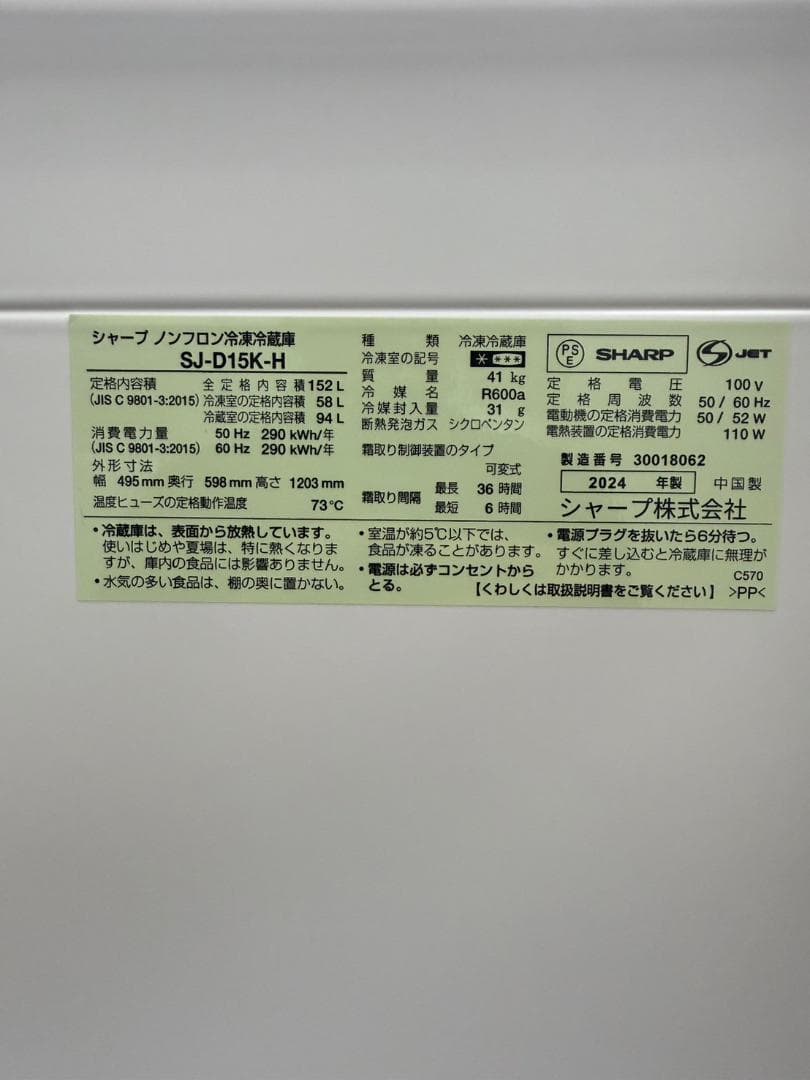 シャープ ノンフロン冷凍冷蔵庫
SJ-D15K-H
定格内容積 全定格内容積 152 L
(JIS C 9801-3:2015) 冷凍室の定格内容積 58 L
冷蔵室の定格内容積 94 L
消費電力量 50 Hz 290 kWh/年
(JIS C 9801-3:2015) 60 Hz 290 kWh/年
外形寸法
幅 495 mm 奥行 598 mm 高さ 1203 mm
温度ヒューズの定格動作温度 73℃
種類 冷凍冷蔵庫
冷凍室の記号 ****
質量 41 kg
冷媒名 R600a
冷媒封入量 31 g
断熱発泡ガス シクロペンタン
霜取り制御装置のタイプ
可変式
霜取り間隔 最長 36 時間
最短 6 時間
PSE SHARP JET
定格電圧 100 V
定格周波数 50 / 60 Hz
電動機の定格消費電力 50 / 52 W
電熱装置の定格消費電力 110 W
製造番号 30018062
2024 年製 中国製
シャープ株式会社
・冷蔵庫は、表面から放熱しています。
使いはじめや夏場は、特に熱くなりま
すが、庫内の食品には影響ありません。
・水気の多い食品は、棚の奥に置かない。
・室温が約5℃以下では、
食品が凍ることがあります。
・電源は必ずコンセントから
とる。
・電源プラグを抜いたら6分待つ。
すぐに差し込むと冷蔵庫に無理が
かかります。 C570
【くわしくは取扱説明書をご覧ください】 >PP<